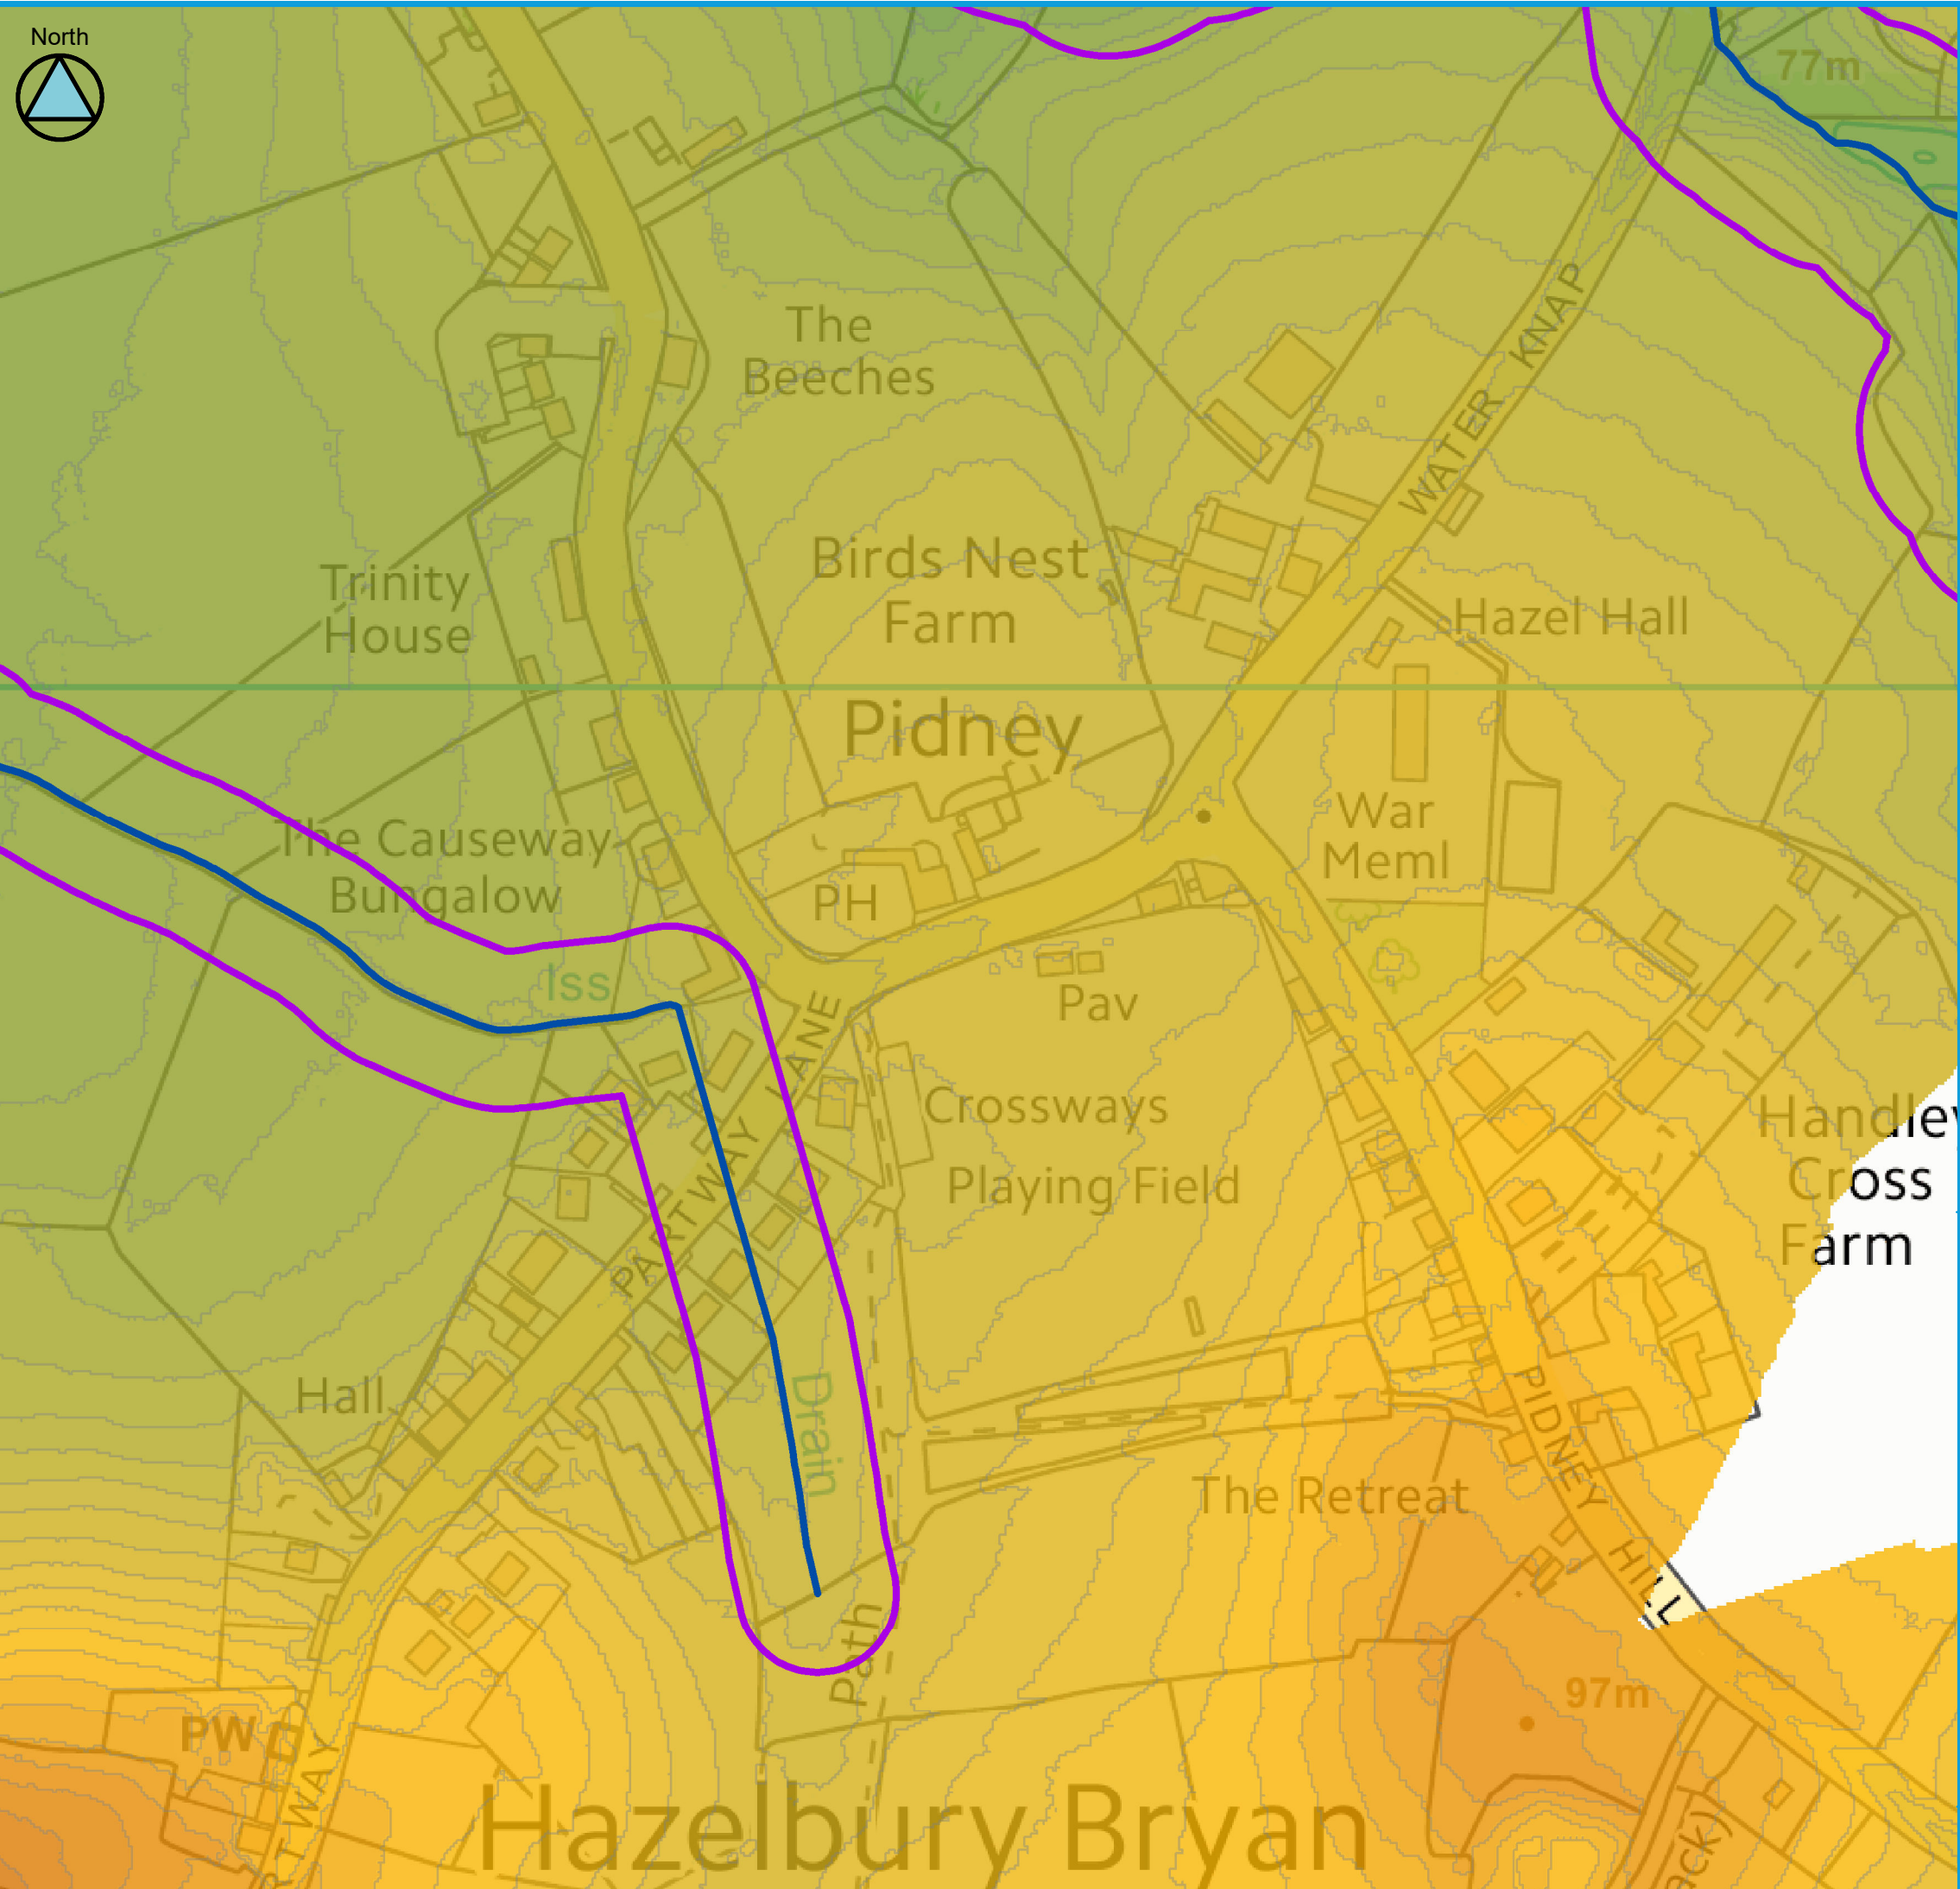 North
77m
The
Beeches
WATER KNAP
Birds Nest
Farm
Trinity
House
Hazel Hall
Pidney
War
Meml
The Causeway
Bungalow
PH
Iss
Pav
PARTWAY LANE
Crossways
Playing Field
Handley
Cross
Farm
Hall
Drain
PIDNEY HILL
The Retreat
Path
97m
PW
RTWAY
Hazelbury Bryan
ack)